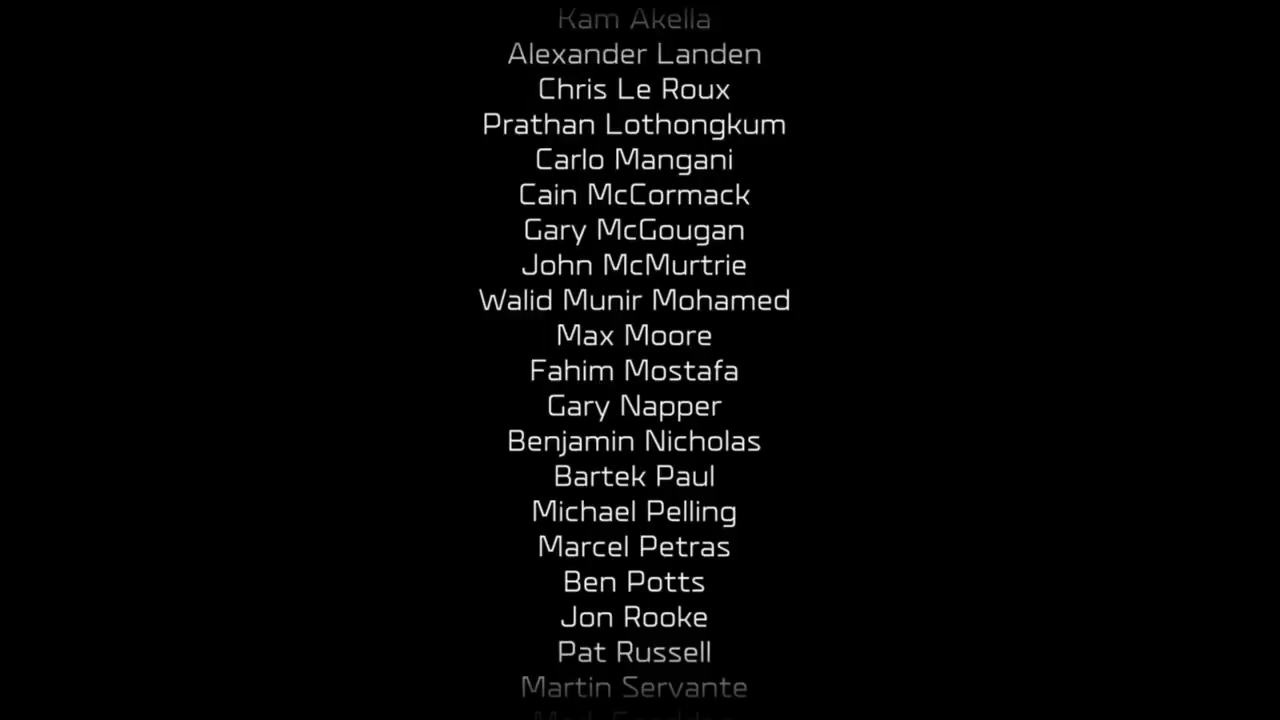 Kam Akella
Alexander Landen
Chris Le Roux
Prathan Lothongkum
Carlo Mangani
Cain McCormack
Gary McGougan
John McMurtrie
Walid Munir Mohamed
Max Moore
Fahim Mostafa
Gary Napper
Benjamin Nicholas
Bartek Paul
Michael Pelling
Marcel Petras
Ben Potts
Jon Rooke
Pat Russell
Martin Servante